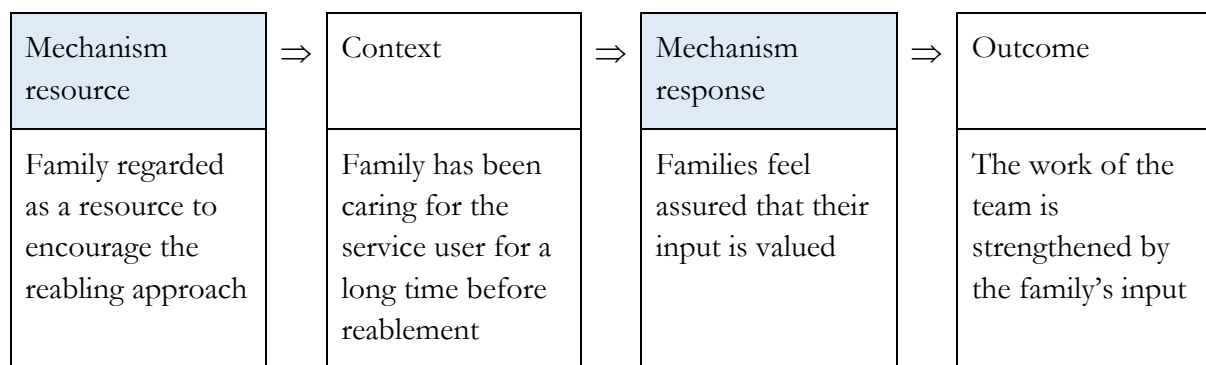 Mechanism
resource
⇒
Context
⇒
Mechanism
response
⇒
Outcome
Family regarded
as a resource to
encourage the
reabling approach
Family has been
caring for the
service user for a
long time before
reablement
Families feel
assured that their
input is valued
The work of the
team is
strengthened by
the family’s input